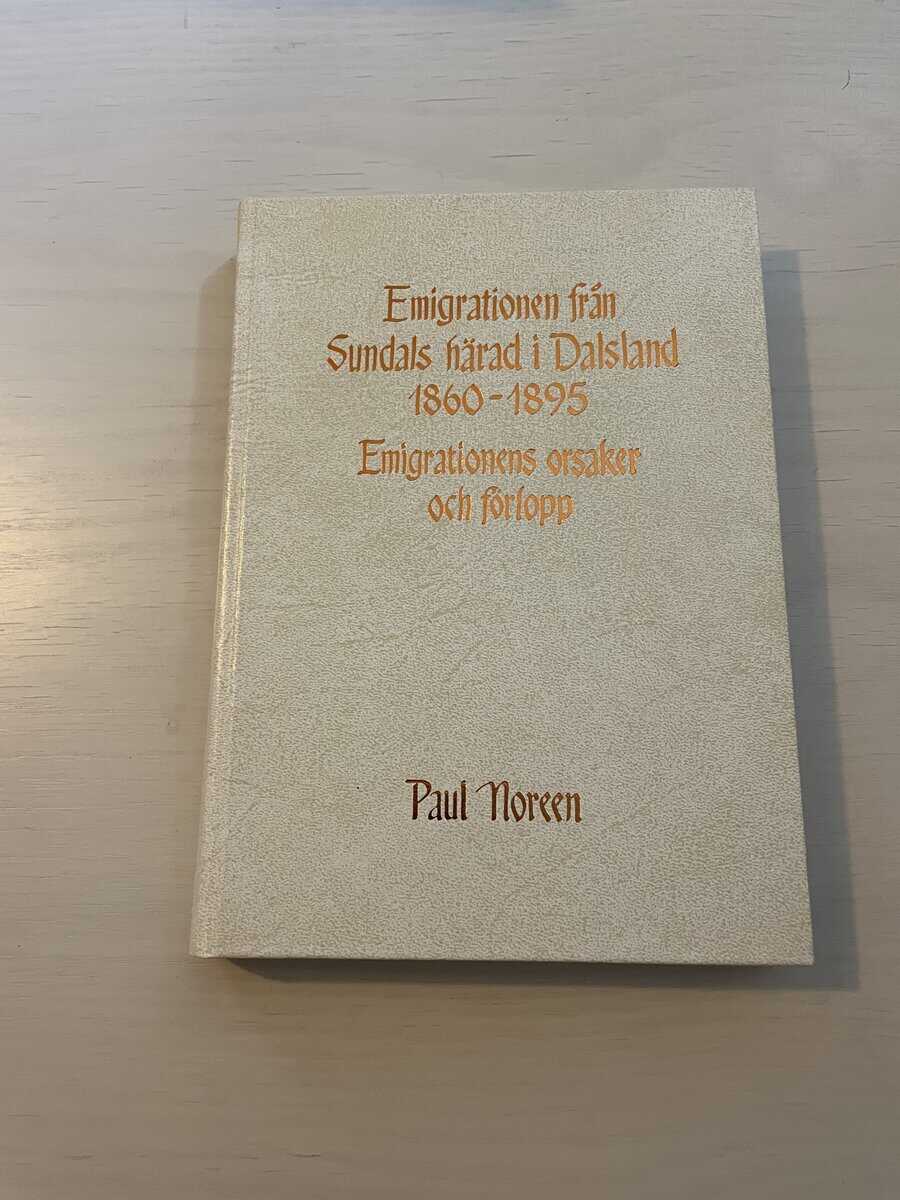 Emigrationen från
Sundals härad i Dalsland
1860-1895
Emigrationens orsaker
och förlopp
Paul Noreen